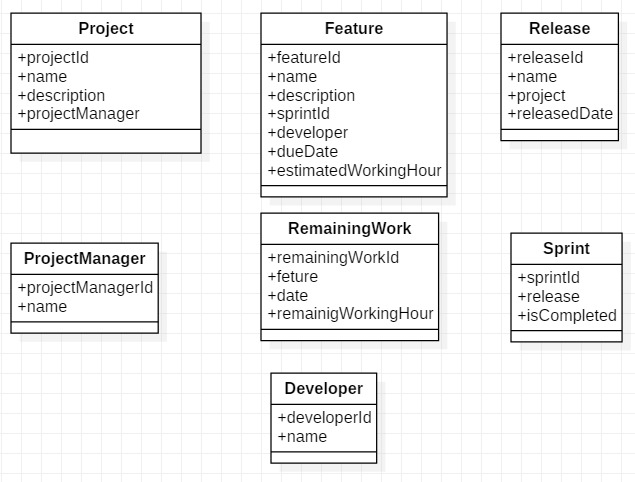 Project
+projectId
+name
+description
+projectManager
Feature
+featureId
+name
+description
+sprintId
+developer
+dueDate
+estimatedWorkingHour
Release
+releaseId
+name
+project
+releasedDate
ProjectManager
+projectManagerId
+name
RemainingWork
+remainingWorkId
+feture
+date
+remainigWorkingHour
Sprint
+sprintId
+release
+isCompleted
Developer
+developerId
+name